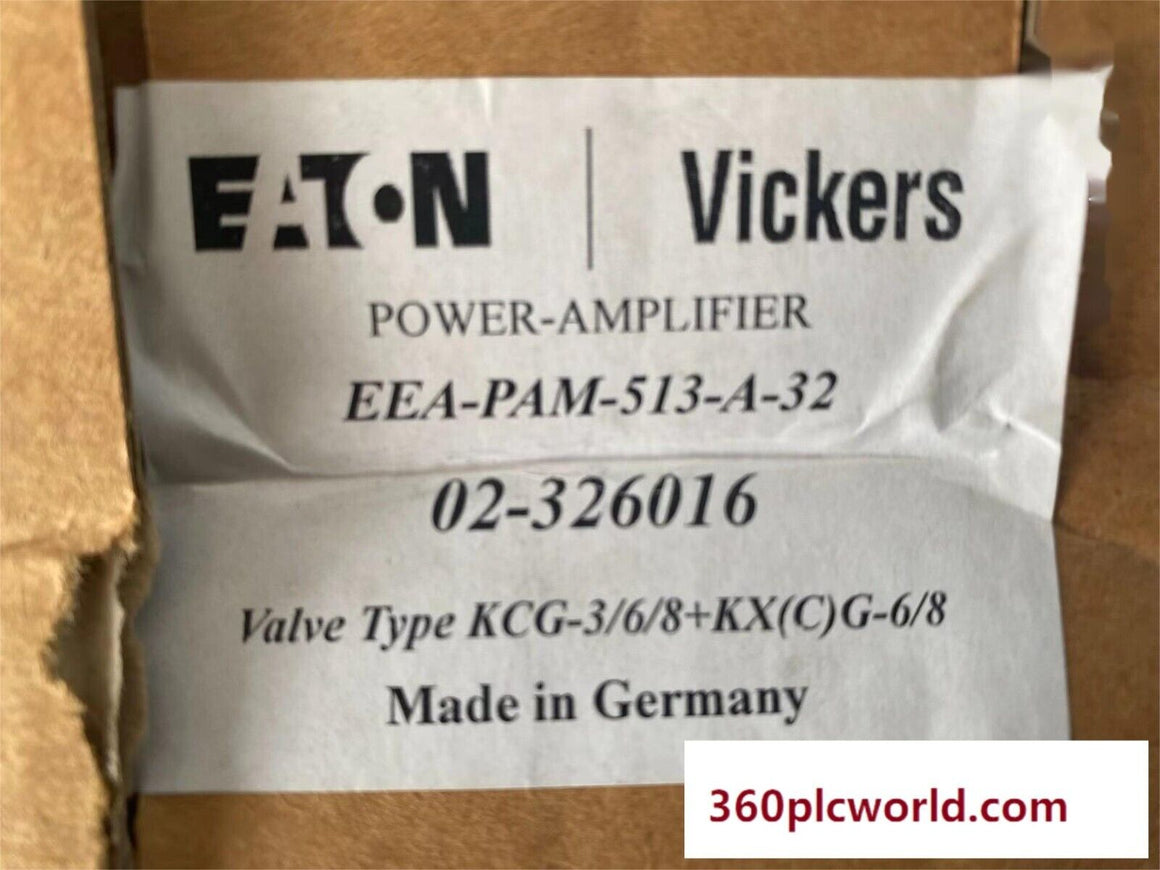 EATON | Vickers
POWER-AMPLIFIER
EEA-PAM-513-A-32
02-326016
Valve Type KCG-3/6/8+KX(C)G-6/8
Made in Germany
360plcworld.com